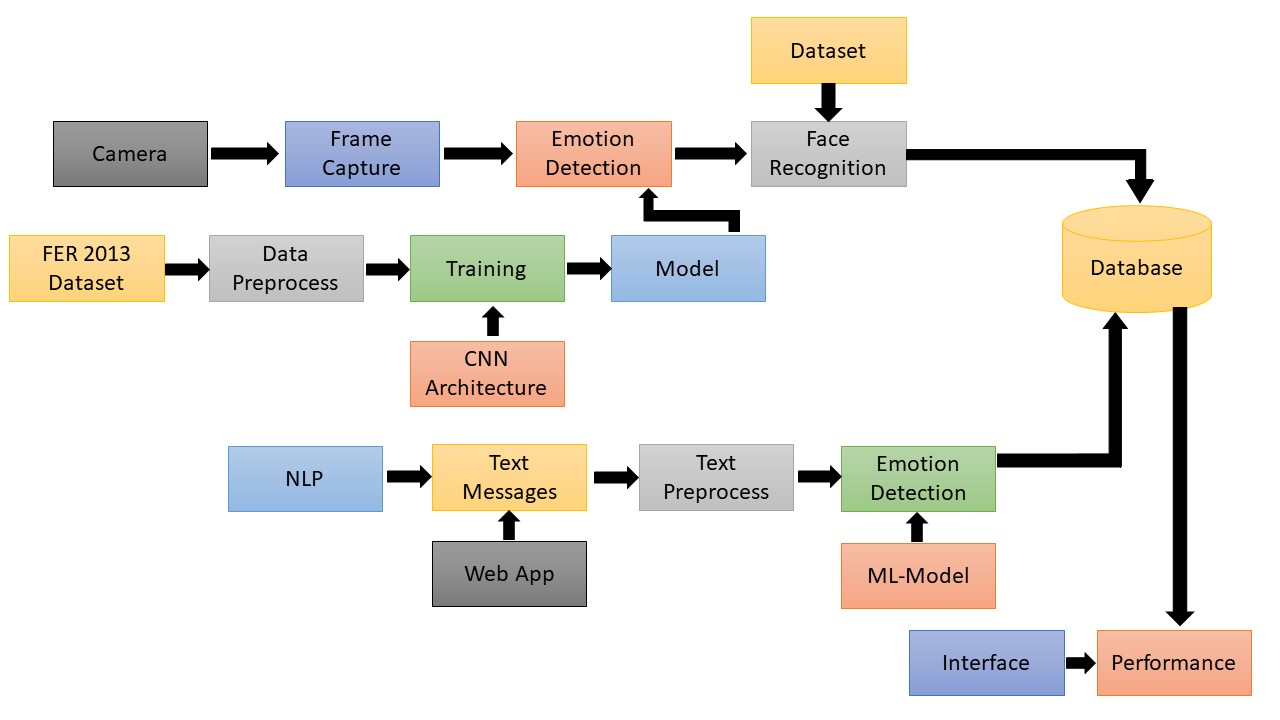 Dataset
Camera
Frame
Capture
Emotion
Detection
Face
Recognition
FER 2013
Dataset
Data
Preprocess
Training
Model
Database
CNN
Architecture
NLP
Text
Messages
Text
Preprocess
Emotion
Detection
Web App
ML-Model
Interface
Performance